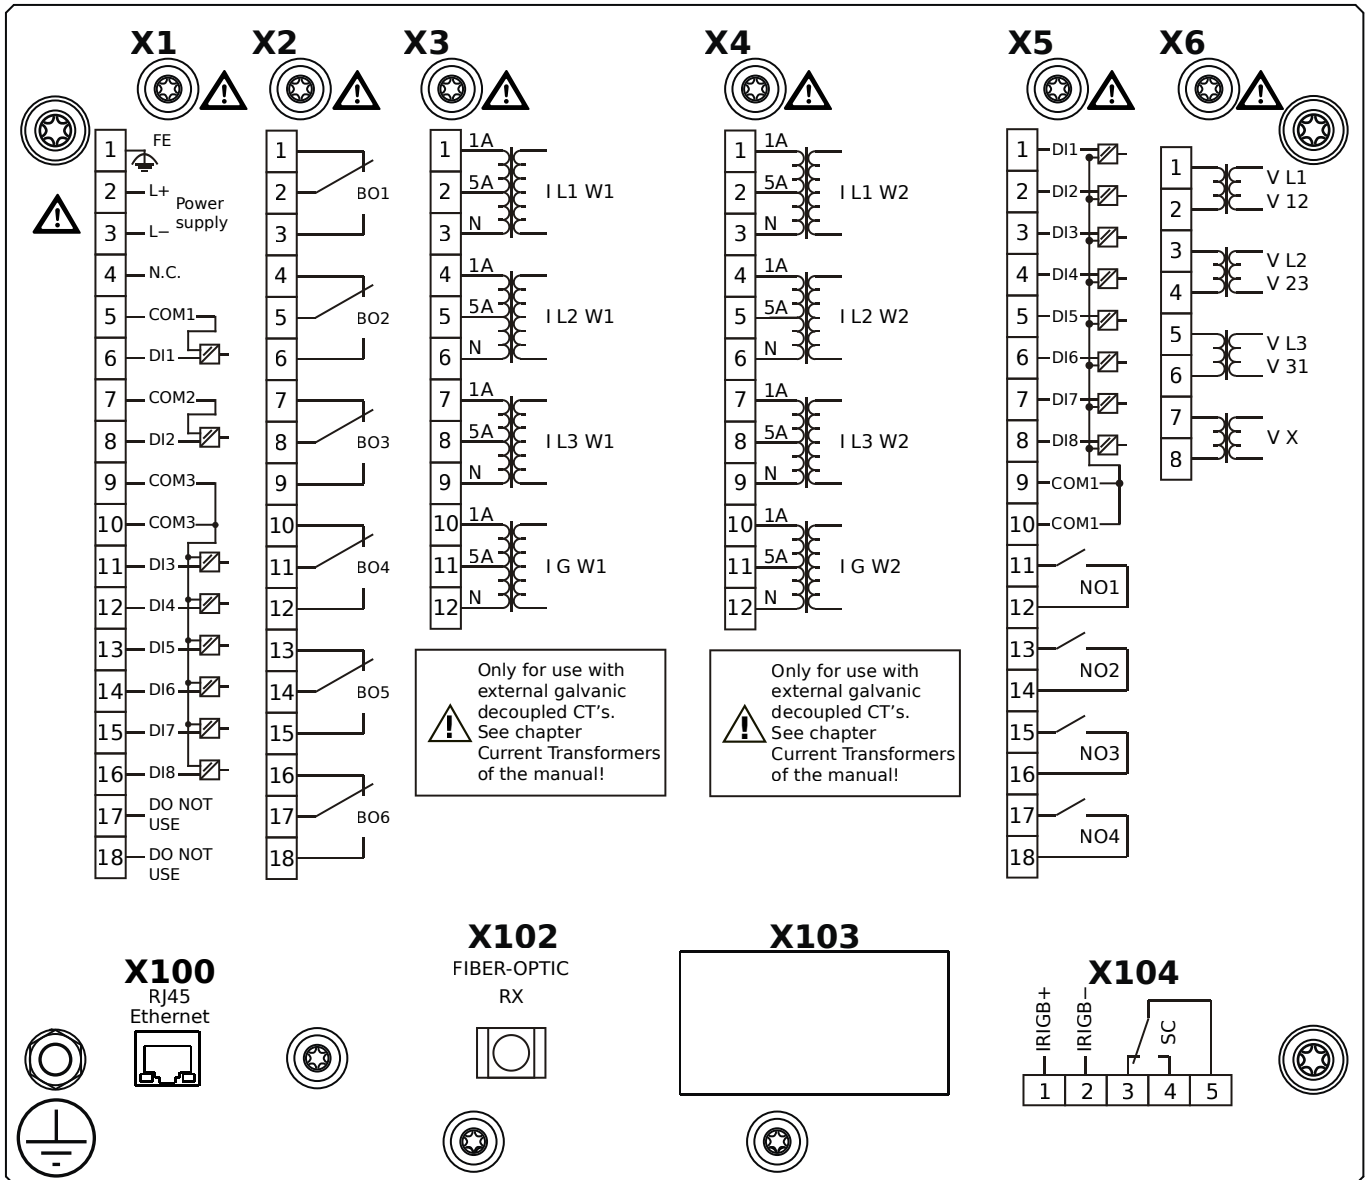 X1
1
FE
2
L+
Power
supply
3
L−
4
N.C.
5
COM1
6
DI1
7
COM2
8
DI2
9
COM3
10
COM3
11
DI3
12
DI4
13
DI5
14
DI6
15
DI7
16
DI8
17
DO NOT
USE
18
DO NOT
USE
X2
1
2
BO1
3
4
5
BO2
6
7
8
BO3
9
10
11
BO4
12
13
14
BO5
15
16
17
BO6
18
X3
1
1A
2
5A
I L1 W1
3
N
4
1A
5
5A
I L2 W1
6
N
7
1A
8
5A
I L3 W1
9
N
10
1A
11
5A
I G W1
12
N
Only for use with
external galvanic
decoupled CT's.
See chapter
Current Transformers
of the manual!
X4
1
1A
2
5A
I L1 W2
3
N
4
1A
5
5A
I L2 W2
6
N
7
1A
8
5A
I L3 W2
9
N
10
1A
11
5A
I G W2
12
N
Only for use with
external galvanic
decoupled CT's.
See chapter
Current Transformers
of the manual!
X5
1
DI1
2
DI2
3
DI3
4
DI4
5
DI5
6
DI6
7
DI7
8
DI8
9
COM1
10
COM1
11
NO1
12
13
NO2
14
15
NO3
16
17
NO4
18
X6
1
V L1
2
V 12
3
V L2
4
V 23
5
V L3
6
V 31
7
V X
8
X100
RJ45
Ethernet
X102
FIBER-OPTIC
RX
X103
X104
IRIGB+
IRIGB−
SC
1 2 3 4 5